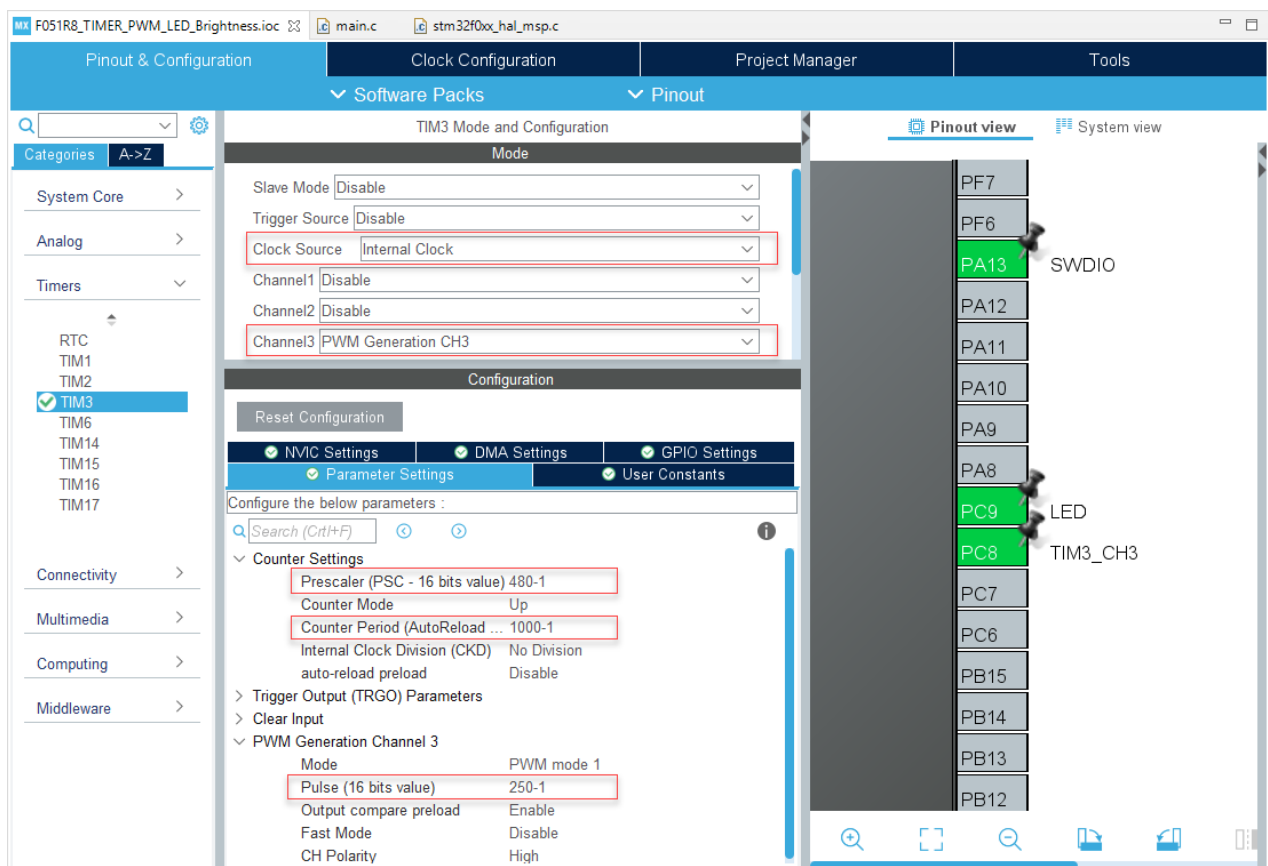 MX F051R8_TIMER_PWM_LED_Brightness.ioc main.c stm32f0xx_hal_msp.c
Pinout & Configuration Clock Configuration Project Manager Tools
Software Packs Pinout
Categories A->Z
System Core
Analog
Timers
RTC
TIM1
TIM2
TIM3
TIM6
TIM14
TIM15
TIM16
TIM17
Connectivity
Multimedia
Computing
Middleware
TIM3 Mode and Configuration
Mode
Slave Mode Disable
Trigger Source Disable
Clock Source Internal Clock
Channel1 Disable
Channel2 Disable
Channel3 PWM Generation CH3
Configuration
Reset Configuration
NVIC Settings DMA Settings GPIO Settings
Parameter Settings User Constants
Configure the below parameters :
Search (Crtl+F)
Counter Settings
Prescaler (PSC - 16 bits value) 480-1
Counter Mode Up
Counter Period (AutoReload ... 1000-1
Internal Clock Division (CKD) No Division
auto-reload preload Disable
Trigger Output (TRGO) Parameters
Clear Input
PWM Generation Channel 3
Mode PWM mode 1
Pulse (16 bits value) 250-1
Output compare preload Enable
Fast Mode Disable
CH Polarity High
Pinout view System view
PF7
PF6
PA13 SWDIO
PA12
PA11
PA10
PA9
PA8
PC9 LED
PC8 TIM3_CH3
PC7
PC6
PB15
PB14
PB13
PB12